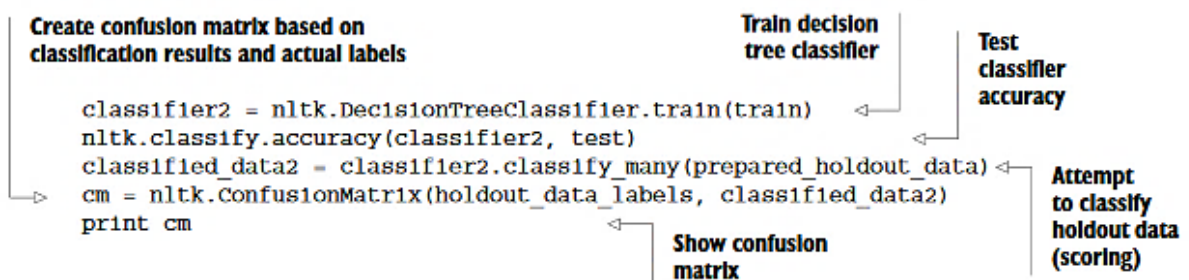 Create confusion matrix based on
classification results and actual labels
Train decision
tree classifier
Test
classifier
accuracy
classifier2 = nltk.DecisionTreeClassifier.train(train)
nltk.classify.accuracy(classifier2, test)
classified_data2 = classifier2.classify_many(prepared_holdout_data)
cm = nltk.ConfusionMatrix(holdout_data_labels, classified_data2)
print cm
Show confusion
matrix
Attempt
to classify
holdout data
(scoring)